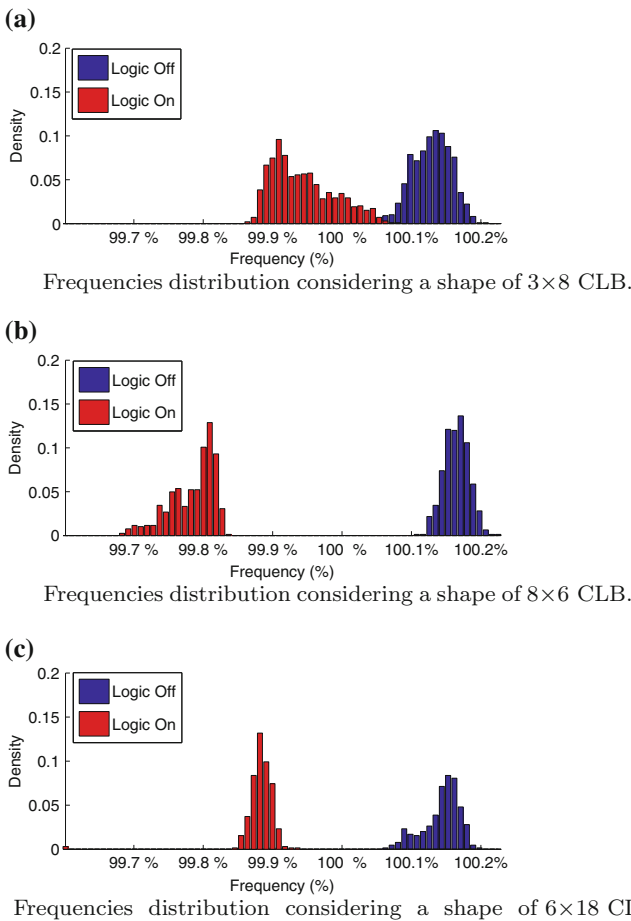 (a)
0.2
0.15
0.1
0.05
0
Density
Logic Off
Logic On
99.7 % 99.8 % 99.9 % 100 % 100.1% 100.2%
Frequency (%)
Frequencies distribution considering a shape of 3×8 CLB.
(b)
0.2
0.15
0.1
0.05
0
Density
Logic Off
Logic On
99.7 % 99.8 % 99.9 % 100 % 100.1% 100.2%
Frequency (%)
Frequencies distribution considering a shape of 8×6 CLB.
(c)
0.2
0.15
0.1
0.05
0
Density
Logic Off
Logic On
99.7 % 99.8 % 99.9 % 100 % 100.1% 100.2%
Frequency (%)
Frequencies distribution considering a shape of 6×18